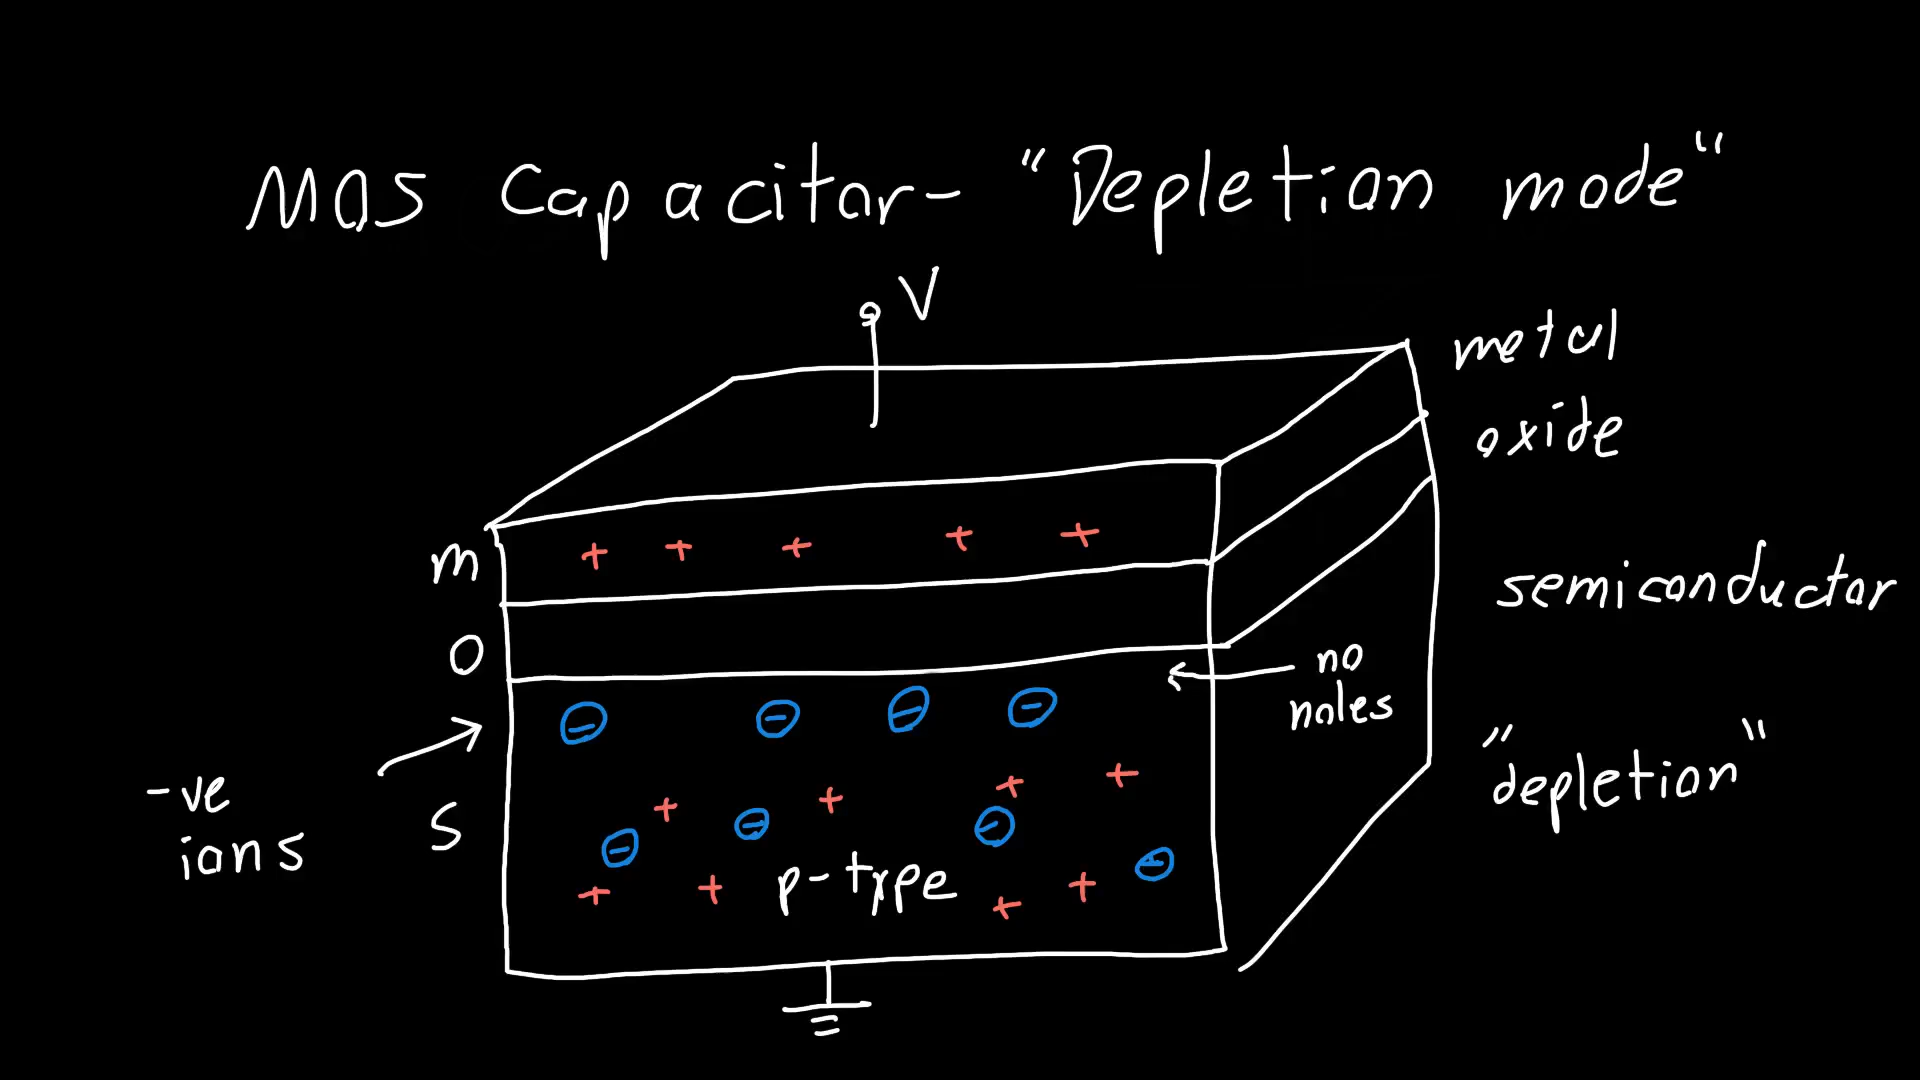 MOS Capacitor- "Depletion mode"
V
metal
oxide
M
semiconductor
O
no
holes
"depletion"
-ve
ions
S
p-type